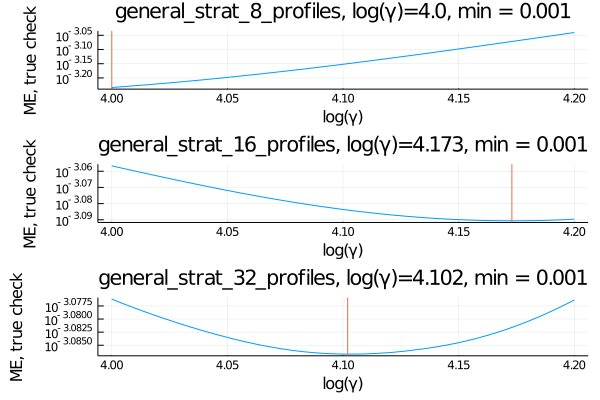 general_strat_8_profiles, log(γ)=4.0, min = 0.001
ME, true check
10^-3.05
10^-3.10
10^-3.15
10^-3.20
4.00 4.05 4.10 4.15 4.20
log(γ)
general_strat_16_profiles, log(γ)=4.173, min = 0.001
ME, true check
10^-3.06
10^-3.07
10^-3.08
10^-3.09
4.00 4.05 4.10 4.15 4.20
log(γ)
general_strat_32_profiles, log(γ)=4.102, min = 0.001
ME, true check
10^-3.0775
10^-3.0800
10^-3.0825
10^-3.0850
4.00 4.05 4.10 4.15 4.20
log(γ)